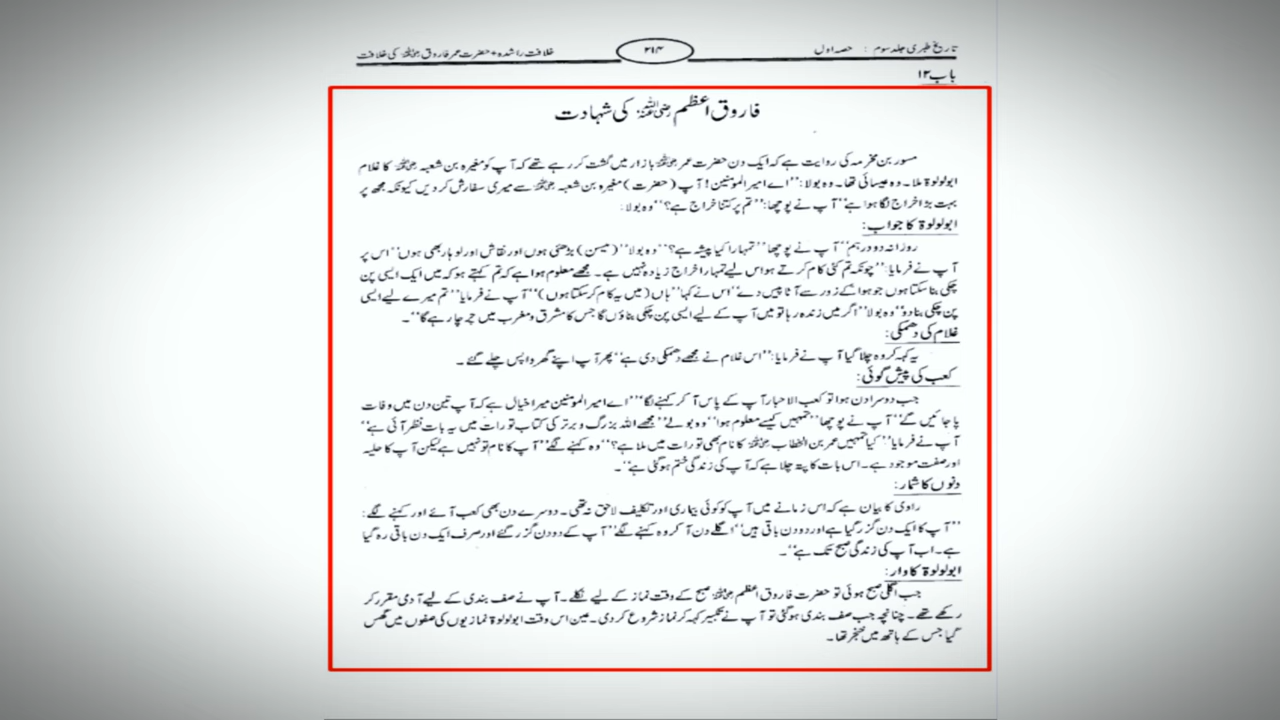 تاریخ طبری جلد سوم : حصہ اول
۲۱۴
خلافت راشدہ + حضرت عمر فاروق رضی اللہ عنہ کی خلافت
باب ۱۲
فاروق اعظم رضی اللہ عنہ کی شہادت
مسور بن مخرمہ کی روایت ہے کہ ایک دن حضرت عمر رضی اللہ عنہ بازار میں گشت کر رہے تھے کہ آپ کو مغیرہ بن شعبہ رضی اللہ عنہ کا غلام
ابولولوۃ ملا۔ وہ عیسائی تھا۔ وہ بولا: ’’اے امیر المومنین! آپ (حضرت) مغیرہ بن شعبہ رضی اللہ عنہ سے میری سفارش کر دیں کیونکہ مجھ پر
بہت بڑا خراج لگا ہوا ہے‘‘ آپ نے پوچھا: ’’تم پر کتنا خراج ہے؟‘‘ وہ بولا:
ابولولوۃ کا جواب:
روزانہ دو درہم‘‘ آپ نے پوچھا ’’تمہارا کیا پیشہ ہے؟‘‘ وہ بولا’’ (میں) بڑھئی ہوں اور نقاش اور لوہار بھی ہوں‘‘ اس پر
آپ نے فرمایا: ’’چونکہ تم کئی کام کرتے ہو اس لیے تمہارا خراج زیادہ نہیں ہے۔ مجھے معلوم ہوا ہے کہ تم کہتے ہو کہ میں ایک ایسی پن
چکی بنا سکتا ہوں جو ہوا کے زور سے آٹا پیس دے‘‘ اس نے کہا’’ ہاں (میں یہ کام کر سکتا ہوں)‘‘ آپ نے فرمایا’’ تم میرے لیے ایسی
پن چکی بنا دو‘‘ وہ بولا’’ اگر میں زندہ رہا تو میں آپ کے لیے ایسی پن چکی بناؤں گا جس کا مشرق و مغرب میں چرچا رہے گا‘‘۔
غلام کی دھمکی:
یہ کہہ کر وہ چلا گیا آپ نے فرمایا: ’’اس غلام نے مجھے دھمکی دی ہے‘‘ پھر آپ اپنے گھر واپس چلے گئے۔
کعب کی پیش گوئی:
جب دوسرا دن ہوا تو کعب الاحبار آپ کے پاس آ کر کہنے لگا ’’اے امیر المومنین میرا خیال ہے کہ آپ تین دن میں وفات
پا جائیں گے‘‘ آپ نے پوچھا’’ تمہیں کیسے معلوم ہوا‘‘ وہ بولے’’ مجھے اللہ بزرگ و برتر کی کتاب تورات میں یہ بات نظر آئی ہے‘‘
آپ نے فرمایا’’ کیا تمہیں عمر بن الخطاب رضی اللہ عنہ کا نام بھی تورات میں ملا ہے؟‘‘ وہ کہنے لگے’’ آپ کا نام تو نہیں ہے لیکن آپ کا حلیہ
اور صفت موجود ہے۔ اس بات کا پتہ چلا ہے کہ آپ کی زندگی ختم ہو گئی ہے‘‘۔
دنوں کا شمار:
راوی کا بیان ہے کہ اس زمانے میں آپ کو کوئی بیماری اور تکلیف لاحق نہ تھی۔ دوسرے دن بھی کعب آئے اور کہنے لگے:
’’آپ کا ایک دن گزر گیا ہے اور دو دن باقی ہیں‘‘ اگلے دن آ کر وہ کہنے لگے’’ آپ کے دو دن گزر گئے اور صرف ایک دن باقی رہ گیا
ہے۔ اب آپ کی زندگی صبح تک ہے‘‘۔
ابولولوۃ کا وار:
جب اگلی صبح ہوئی تو حضرت فاروق اعظم رضی اللہ عنہ صبح کے وقت نماز کے لیے نکلے۔ آپ نے صف بندی کے لیے آدمی مقرر کر
رکھے تھے۔ چنانچہ جب صف بندی ہو گئی تو آپ نے تکبیر کہہ کر نماز شروع کر دی۔ عین اس وقت ابولولوۃ نمازیوں کی صفوں میں گھس
گیا جس کے ہاتھ میں خنجر تھا۔